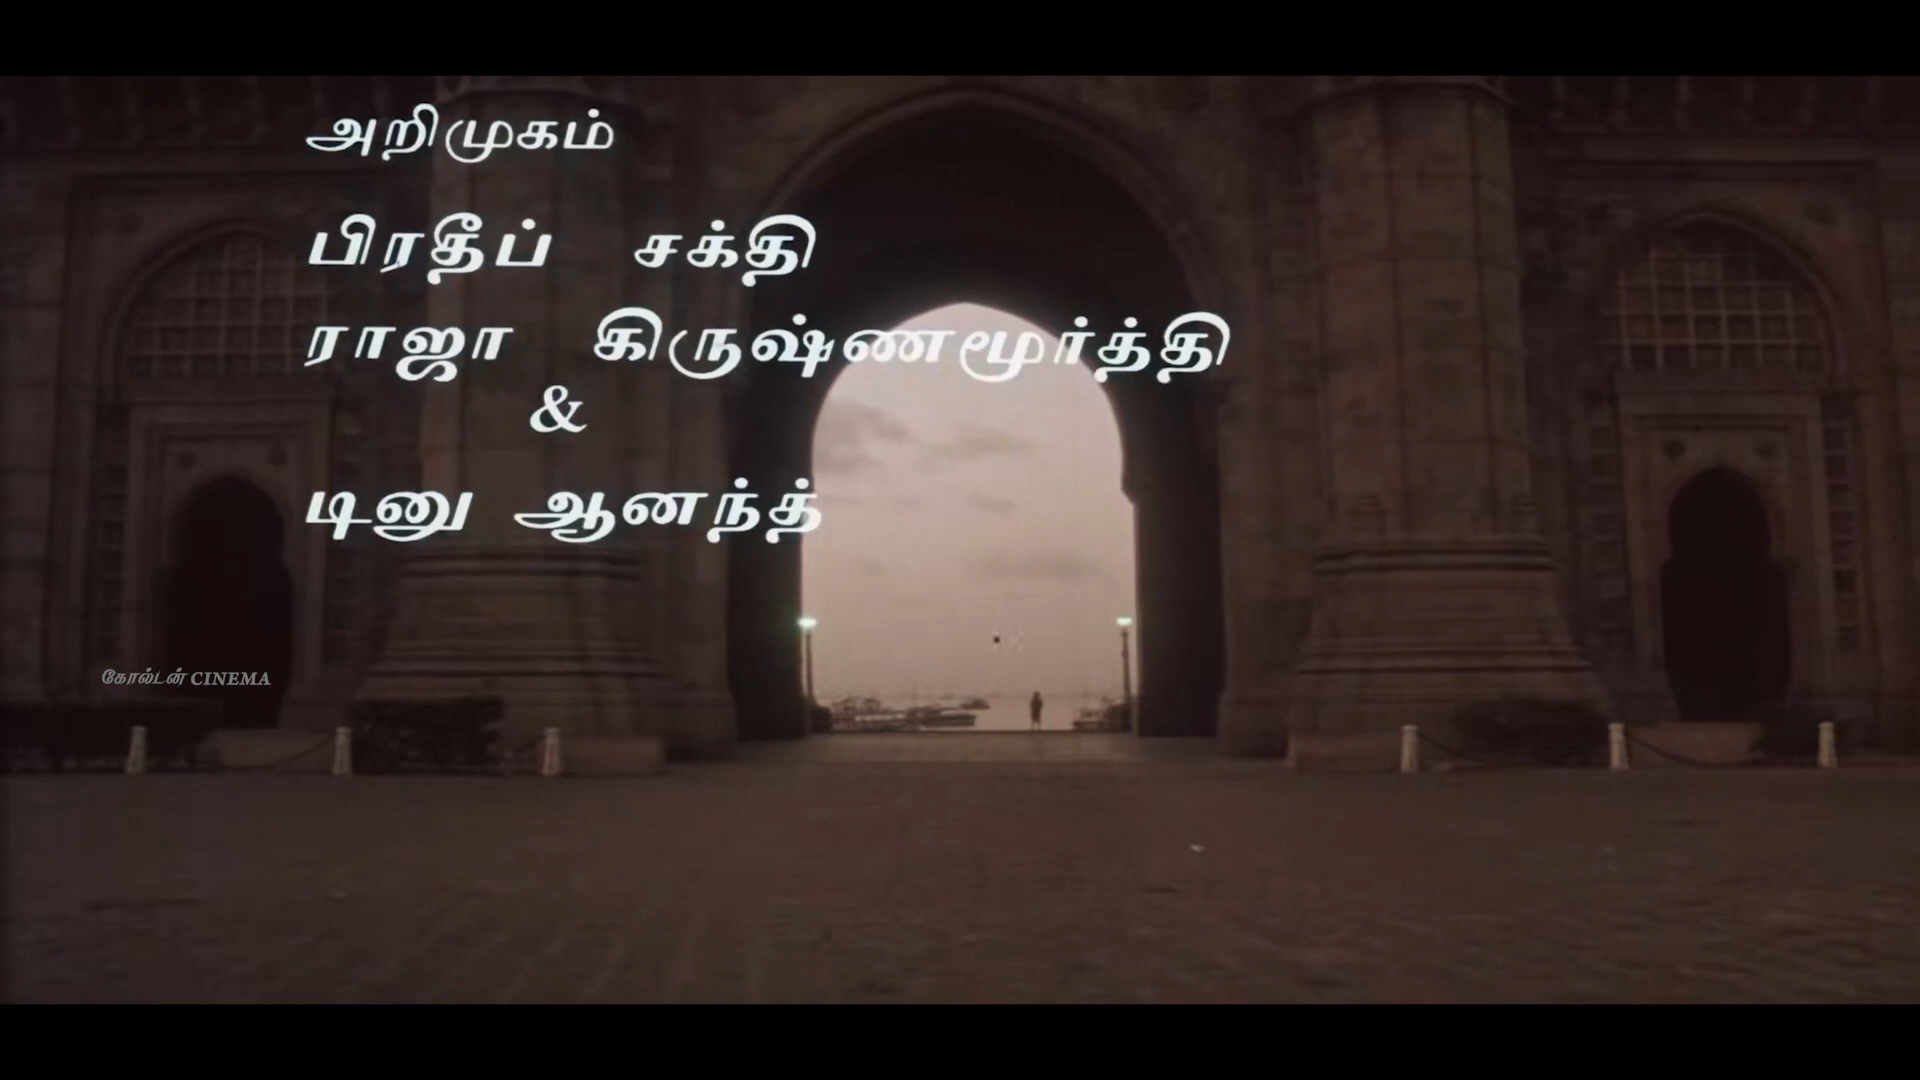 அறிமுகம்
பிரதீப் சக்தி
ராஜா கிருஷ்ணமூர்த்தி
&
டினு ஆனந்த்
கோல்டன் CINEMA